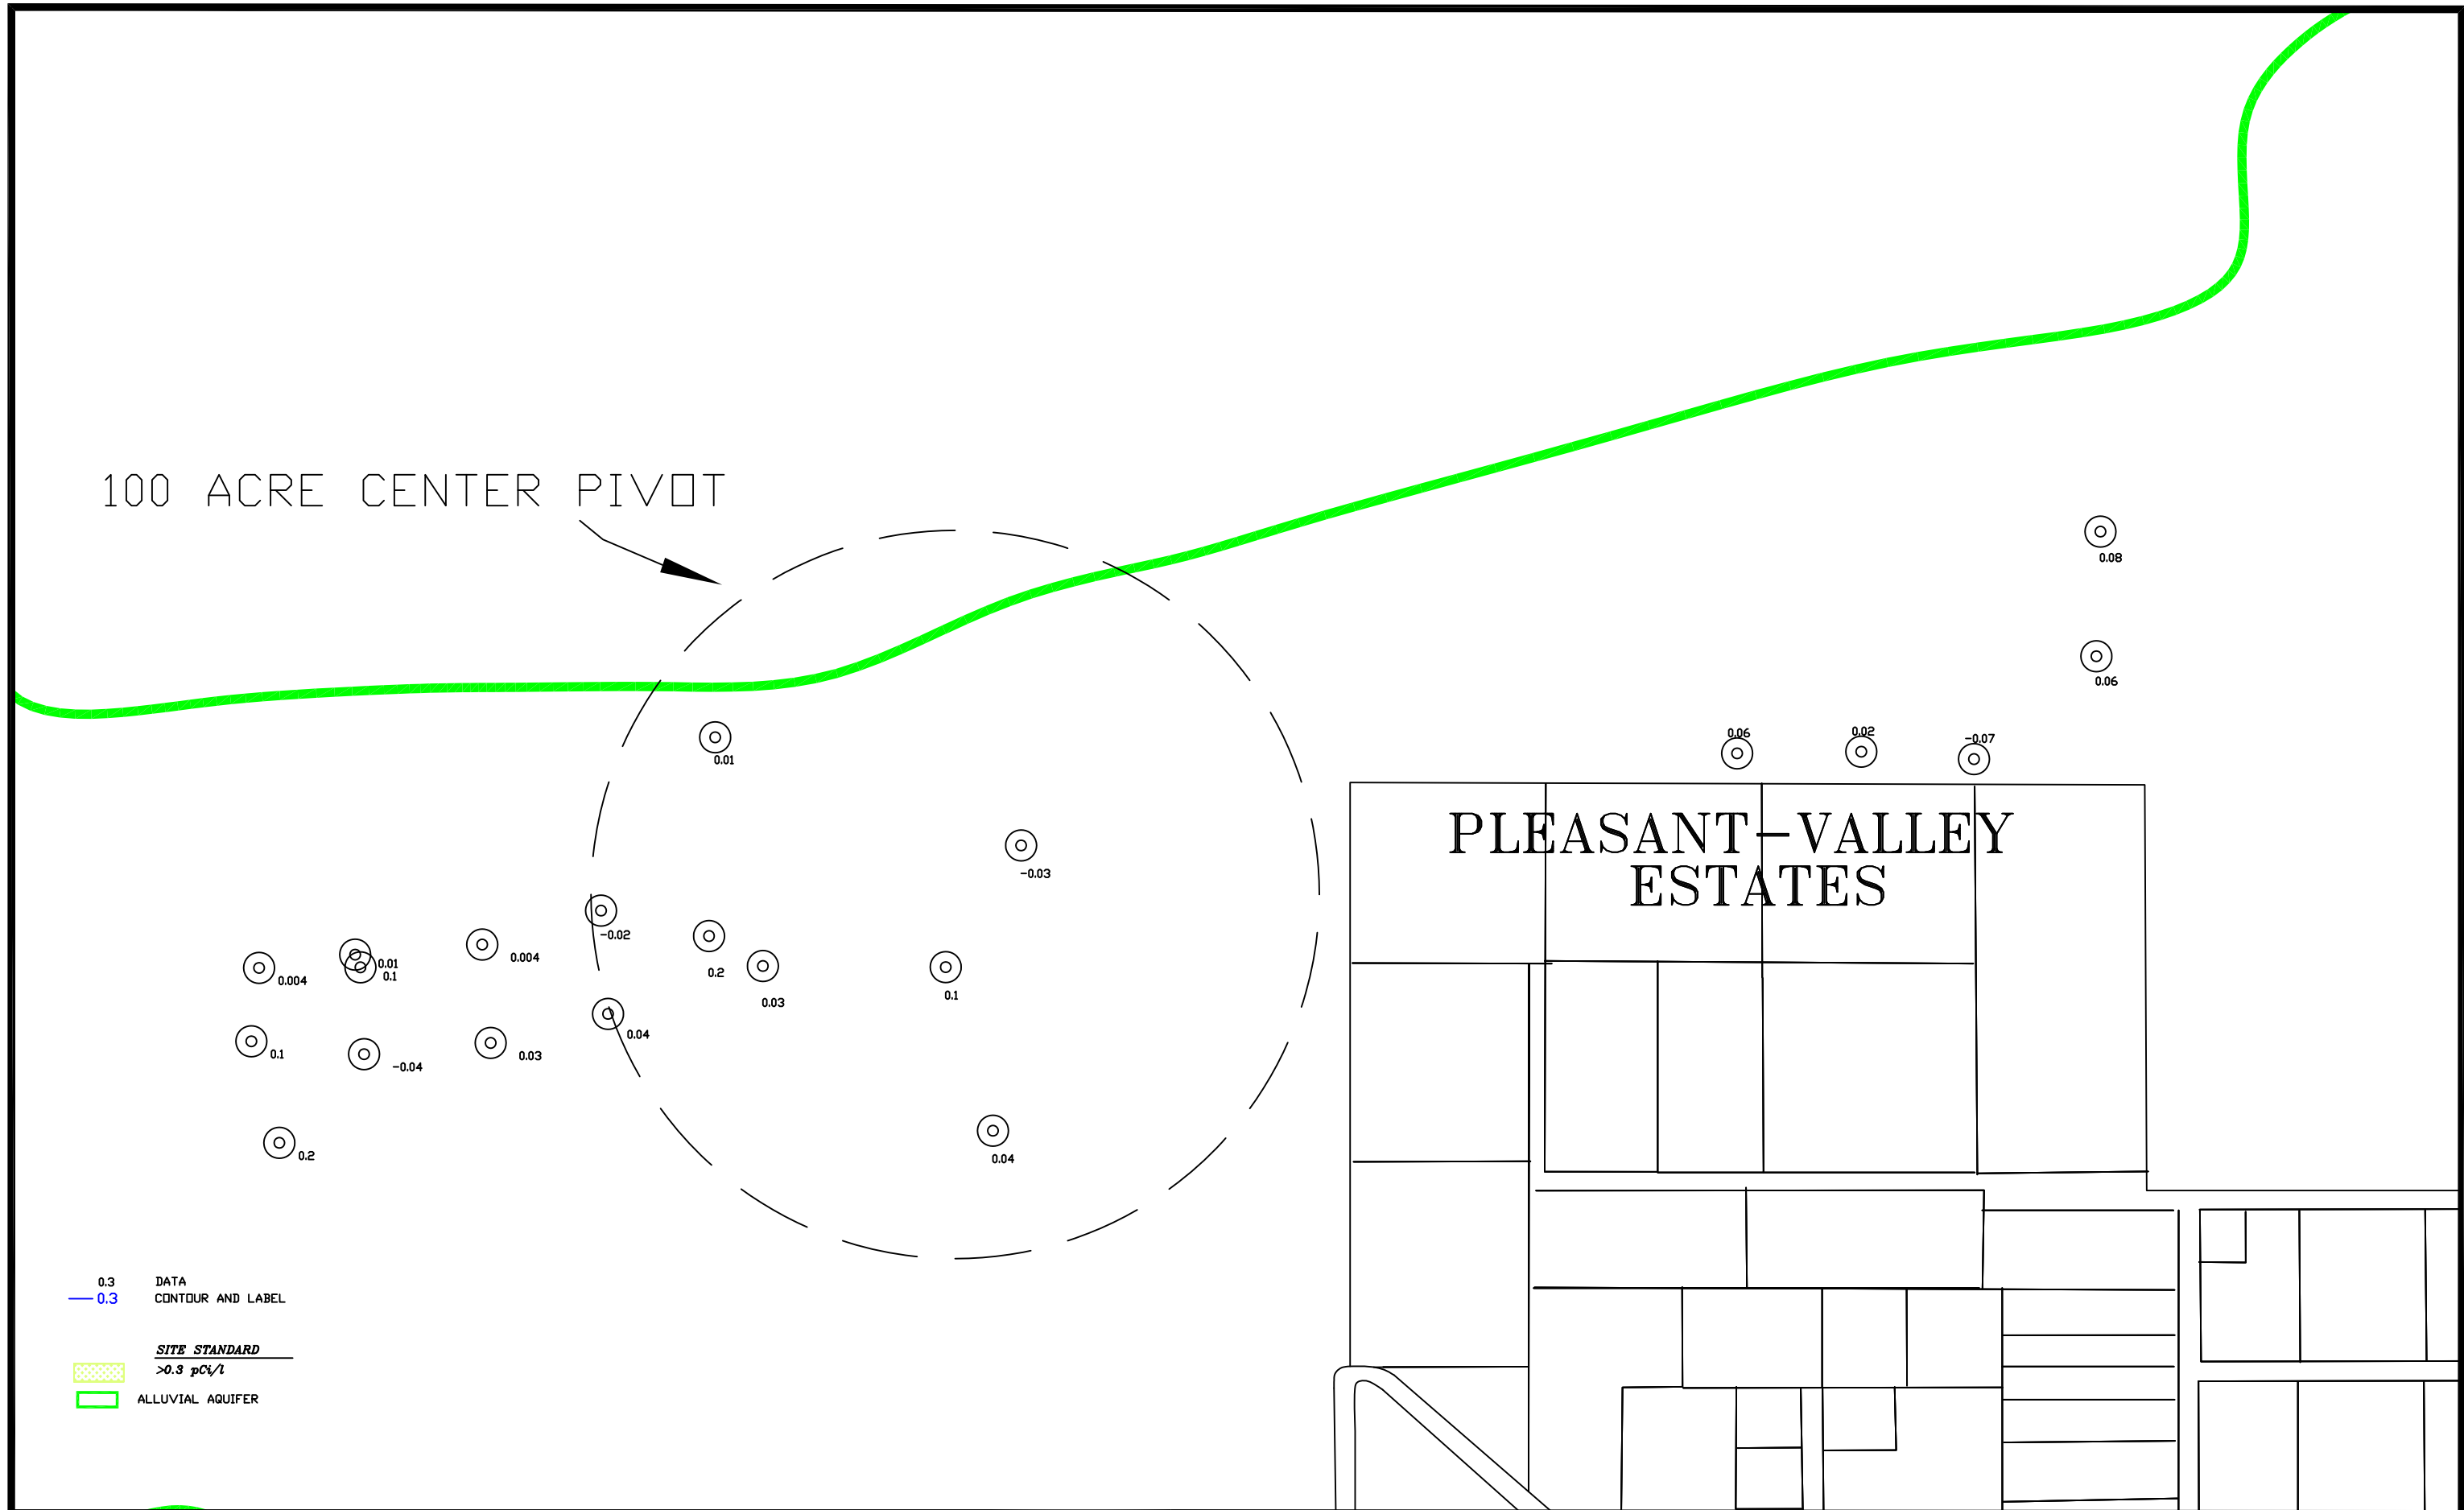 100 ACRE CENTER PIVOT
0.08
0.06
0.06
0.02
-0.07
0.01
PLEASANT-VALLEY
ESTATES
-0.03
-0.02
0.004
0.01
0.1
0.004
0.2
0.03
0.1
0.04
0.1
-0.04
0.03
0.2
0.04
0.3 DATA
0.3 CONTOUR AND LABEL
SITE STANDARD
>0.3 pCi/l
ALLUVIAL AQUIFER